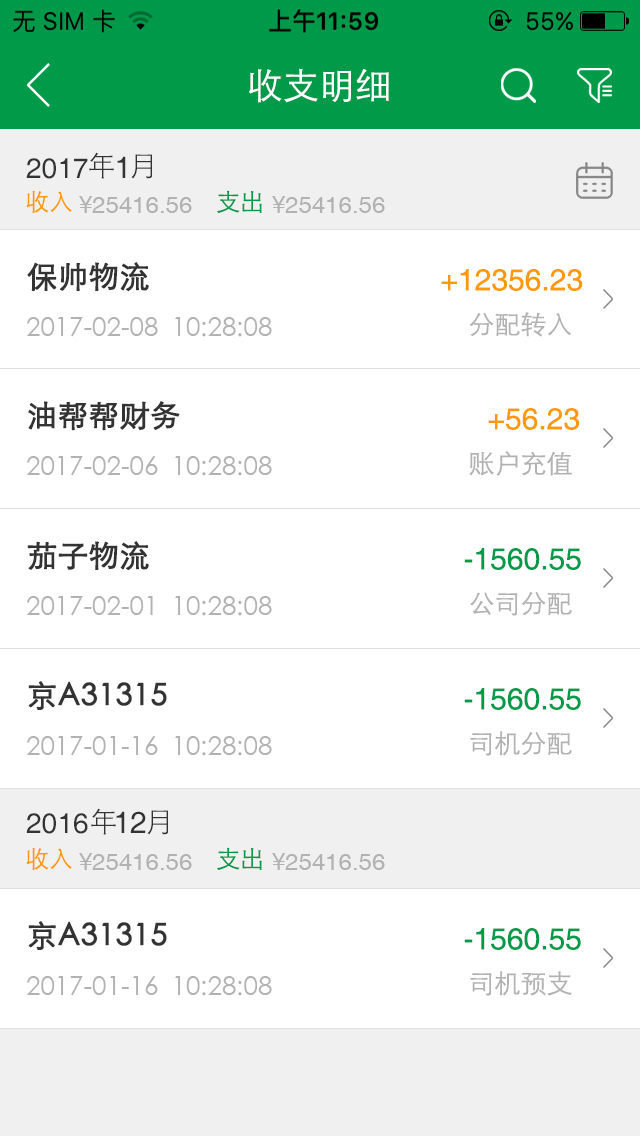 无 SIM 卡 上午11:59 55%
收支明细
2017年1月
收入 ¥25416.56 支出 ¥25416.56
保帅物流 +12356.23
2017-02-08 10:28:08 分配转入
油帮帮财务 +56.23
2017-02-06 10:28:08 账户充值
茄子物流 -1560.55
2017-02-01 10:28:08 公司分配
京A31315 -1560.55
2017-01-16 10:28:08 司机分配
2016年12月
收入 ¥25416.56 支出 ¥25416.56
京A31315 -1560.55
2017-01-16 10:28:08 司机预支